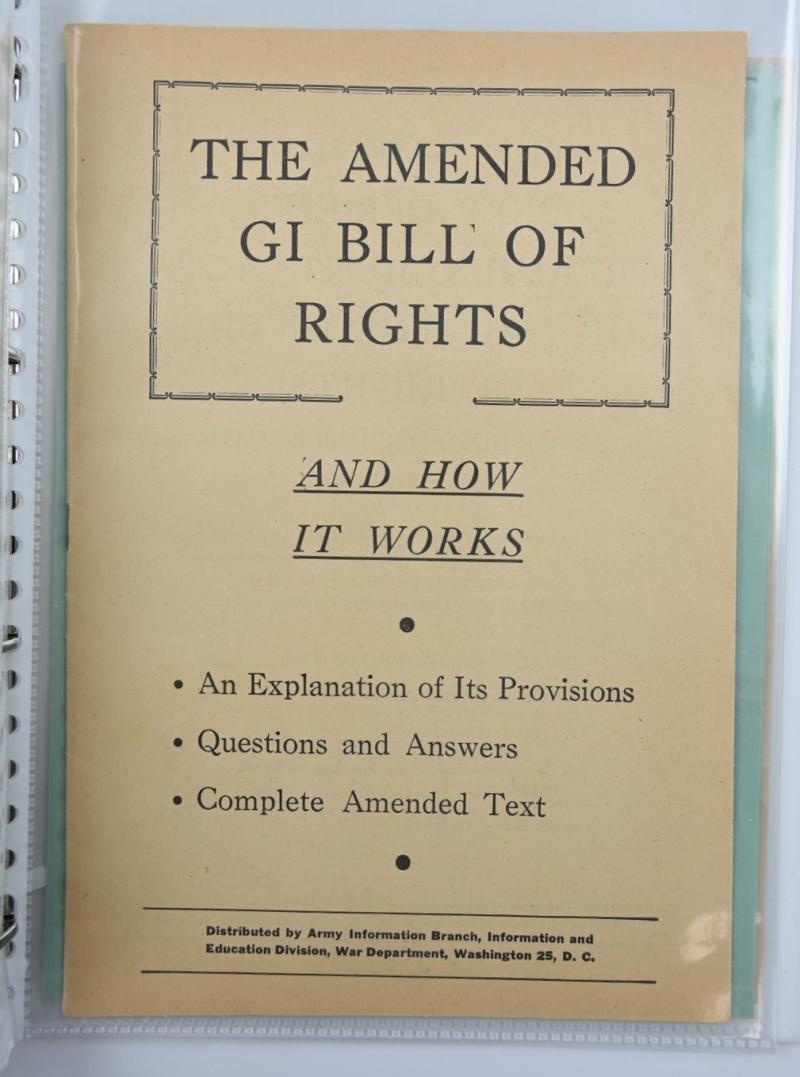 THE AMENDED
GI BILL OF
RIGHTS
AND HOW
IT WORKS
• An Explanation of Its Provisions
• Questions and Answers
• Complete Amended Text
Distributed by Army Information Branch, Information and
Education Division, War Department, Washington 25, D. C.